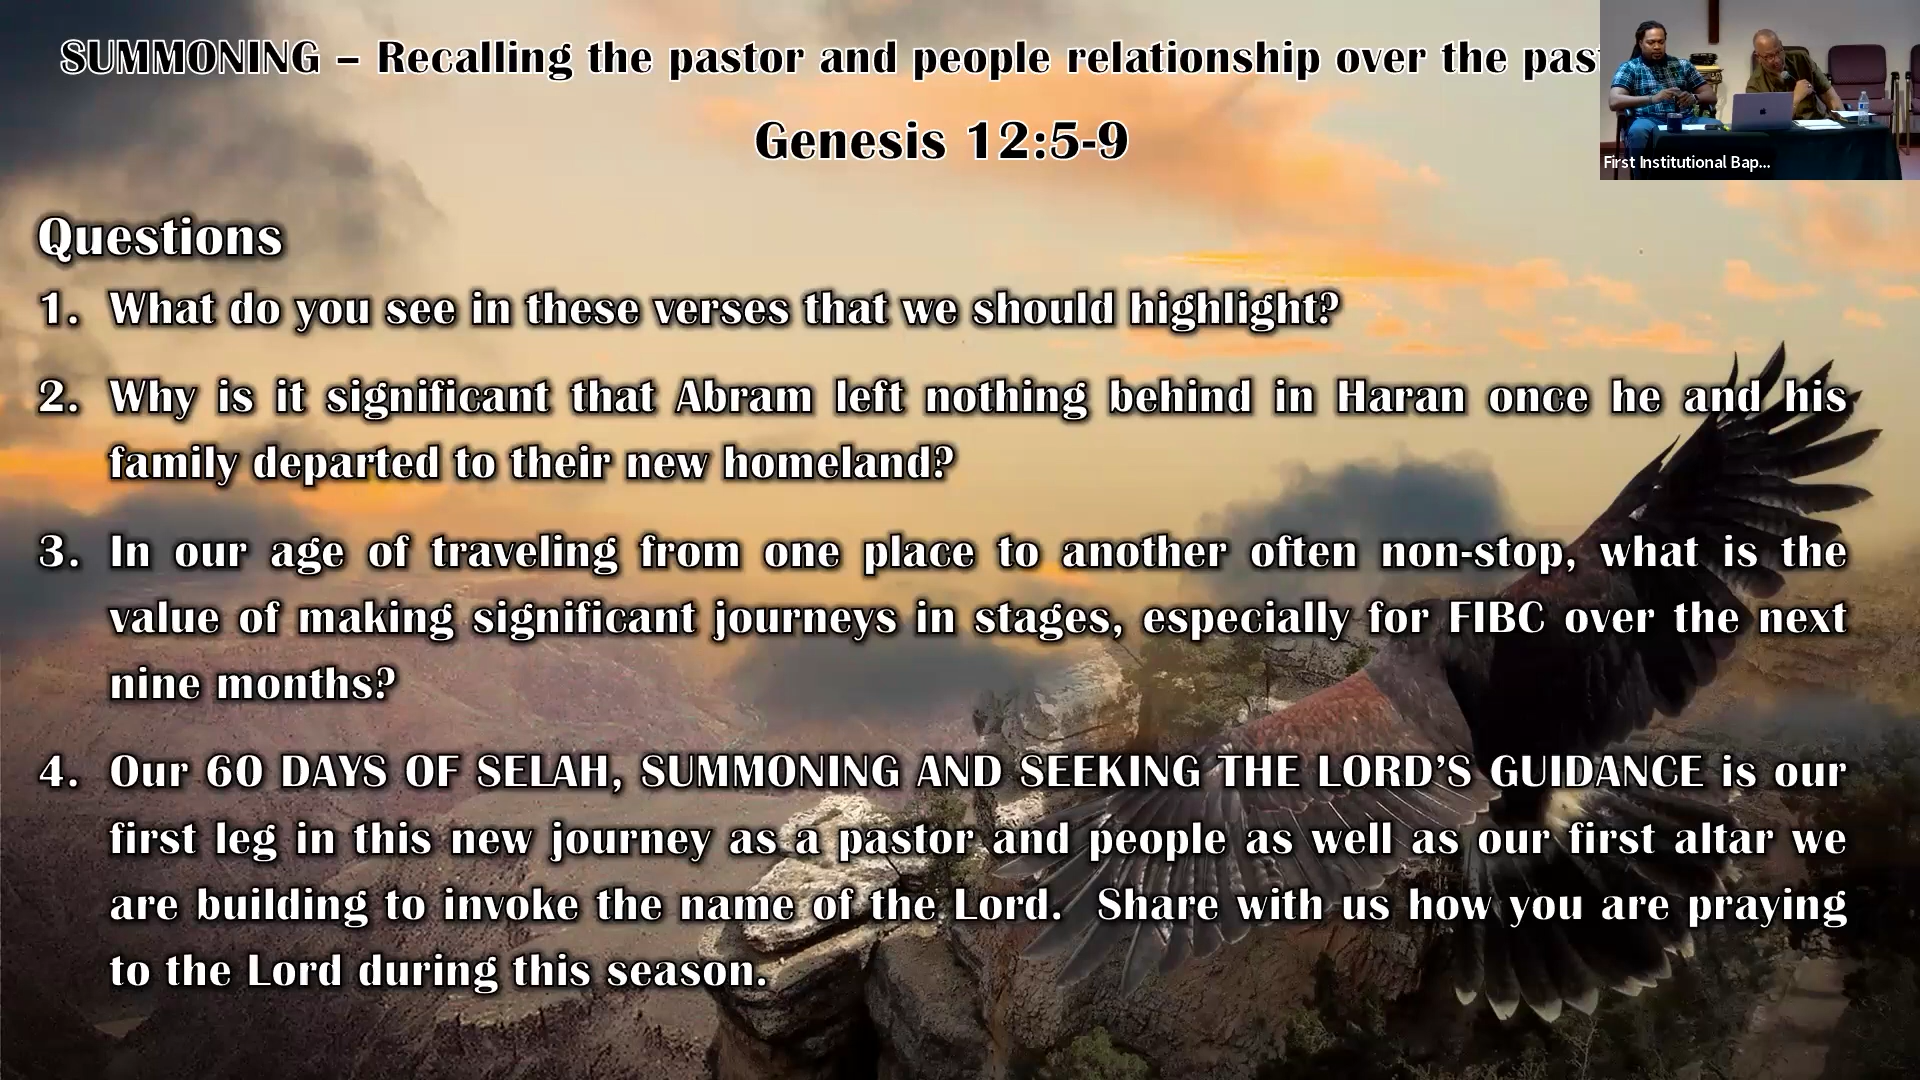 SUMMONING – Recalling the pastor and people relationship over the
Genesis 12:5-9
First Institutional Bap...
Questions
1. What do you see in these verses that we should highlight?
2. Why is it significant that Abram left nothing behind in Haran once he and his
family departed to their new homeland?
3. In our age of traveling from one place to another often non-stop, what is the
value of making significant journeys in stages, especially for FIBC over the next
nine months?
4. Our 60 DAYS OF SELAH, SUMMONING AND SEEKING THE LORD’S GUIDANCE is our
first leg in this new journey as a pastor and people as well as our first altar we
are building to invoke the name of the Lord.  Share with us how you are praying
to the Lord during this season.